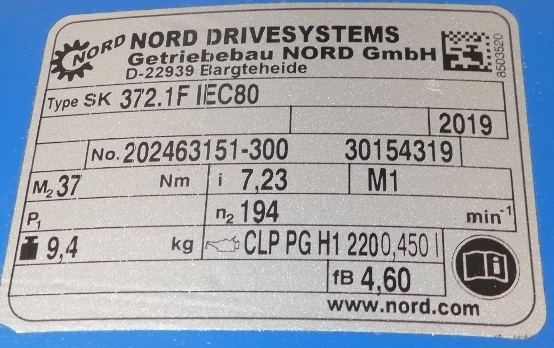 NORD NORD DRIVESYSTEMS
Getriebebau NORD GmbH
D-22939 Bargteheide
8503520
Type SK 372.1F IEC80
2019
No. 202463151-300 30154319
M2 37 Nm i 7,23 M1
P1 n2 194 min-1
9,4 kg CLP PG H1 220 0,450 l
fB 4,60
www.nord.com